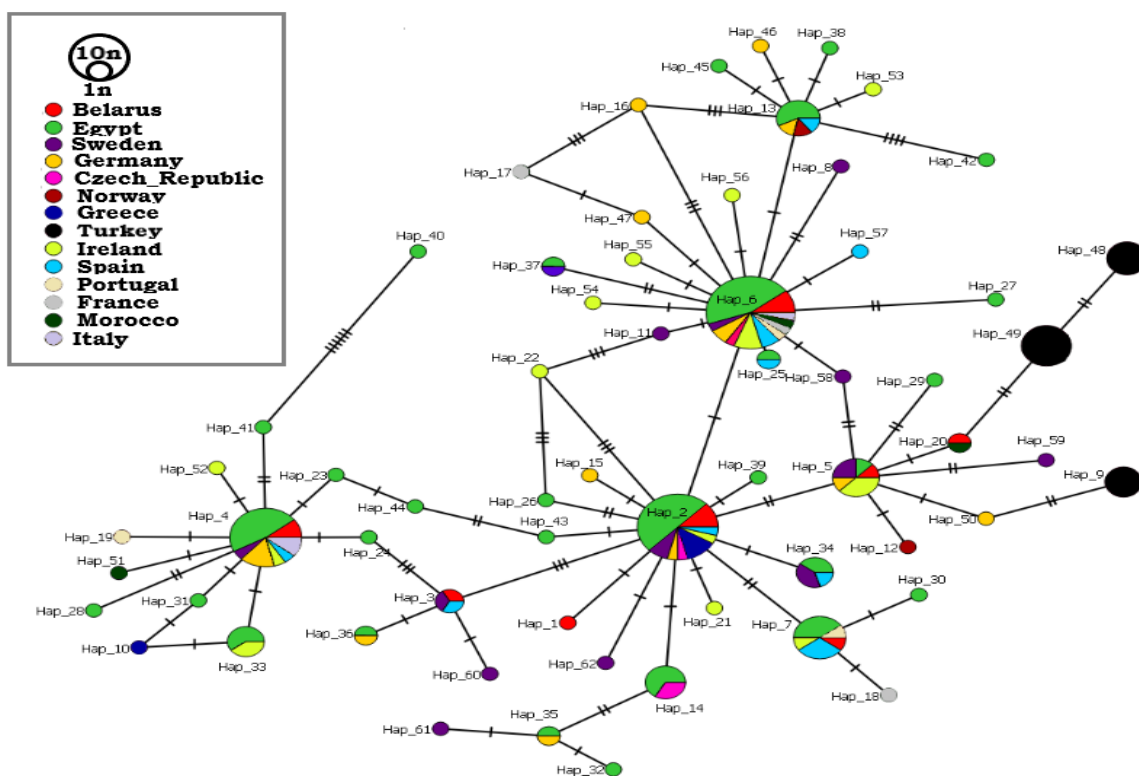 10n
1n
Belarus
Egypt
Sweden
Germany
Czech_Republic
Norway
Greece
Turkey
Ireland
Spain
Portugal
France
Morocco
Italy
Hap_46
Hap_38
Hap_45
Hap_53
Hap_16
Hap_13
Hap_42
Hap_17
Hap_8
Hap_56
Hap_47
Hap_57
Hap_48
Hap_40
Hap_55
Hap_37
Hap_54
Hap_6
Hap_27
Hap_11
Hap_49
Hap_22
Hap_25
Hap_58
Hap_29
Hap_41
Hap_20
Hap_59
Hap_52
Hap_23
Hap_15
Hap_39
Hap_5
Hap_9
Hap_4
Hap_44
Hap_26
Hap_2
Hap_50
Hap_19
Hap_43
Hap_24
Hap_12
Hap_51
Hap_34
Hap_28
Hap_31
Hap_3
Hap_30
Hap_10
Hap_36
Hap_1
Hap_21
Hap_7
Hap_33
Hap_60
Hap_62
Hap_18
Hap_14
Hap_35
Hap_61
Hap_32